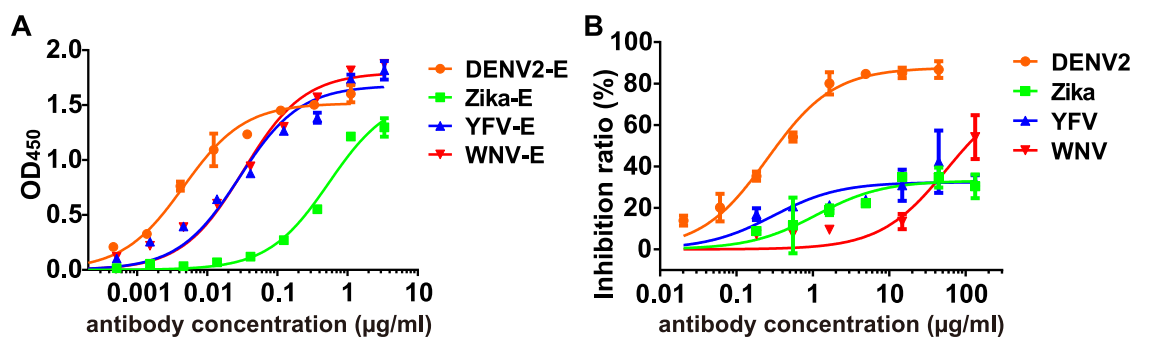 A
OD450
2.0
1.5
1.0
0.5
0.0
0.001
0.01
0.1
1
10
antibody concentration (μg/ml)
DENV2-E
Zika-E
YFV-E
WNV-E
B
Inhibition ratio (%)
100
80
60
40
20
0
0.01
0.1
1
10
100
antibody concentration (μg/ml)
DENV2
Zika
YFV
WNV